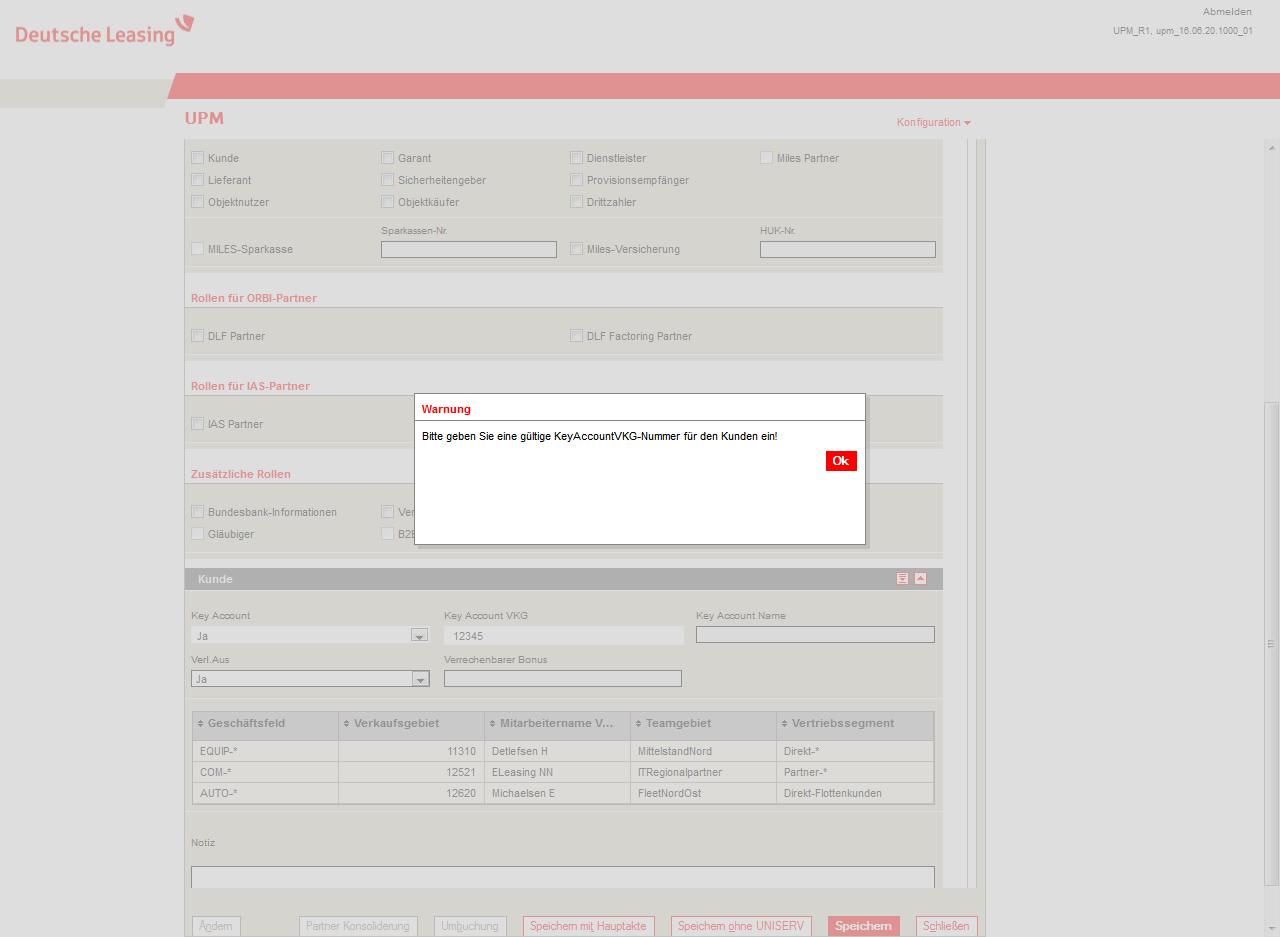 Deutsche Leasing
Abmelden
UPM_R1, upm_16.06.20.1000_01
UPM
Konfiguration
Kunde Garant Dienstleister Miles Partner
Lieferant Sicherheitengeber Provisionsempfänger
Objektnutzer Objektkäufer Drittzahler
Sparkassen-Nr. HUK-Nr.
MILES-Sparkasse Miles-Versicherung
Rollen für ORBI-Partner
DLF Partner DLF Factoring Partner
Rollen für IAS-Partner
IAS Partner
Warnung
Bitte geben Sie eine gültige KeyAccountVKG-Nummer für den Kunden ein!
Ok
Zusätzliche Rollen
Bundesbank-Informationen Ver
Gläubiger B2B
Kunde
Key Account Key Account VKG Key Account Name
Ja 12345
Verl.Aus Verrechenbarer Bonus
Ja
Geschäftsfeld Verkaufsgebiet Mitarbeitername V... Teamgebiet Vertriebssegment
EQUIP-* 11310 Detlefsen H MittelstandNord Direkt-*
COM-* 12521 ELeasing NN ITRegionalpartner Partner-*
AUTO-* 12620 Michaelsen E FleetNordOst Direkt-Flottenkunden
Notiz
Ändern Partner Konsolidierung Umbuchung Speichern mit Hauptakte Speichern ohne UNISERV Speichern Schließen